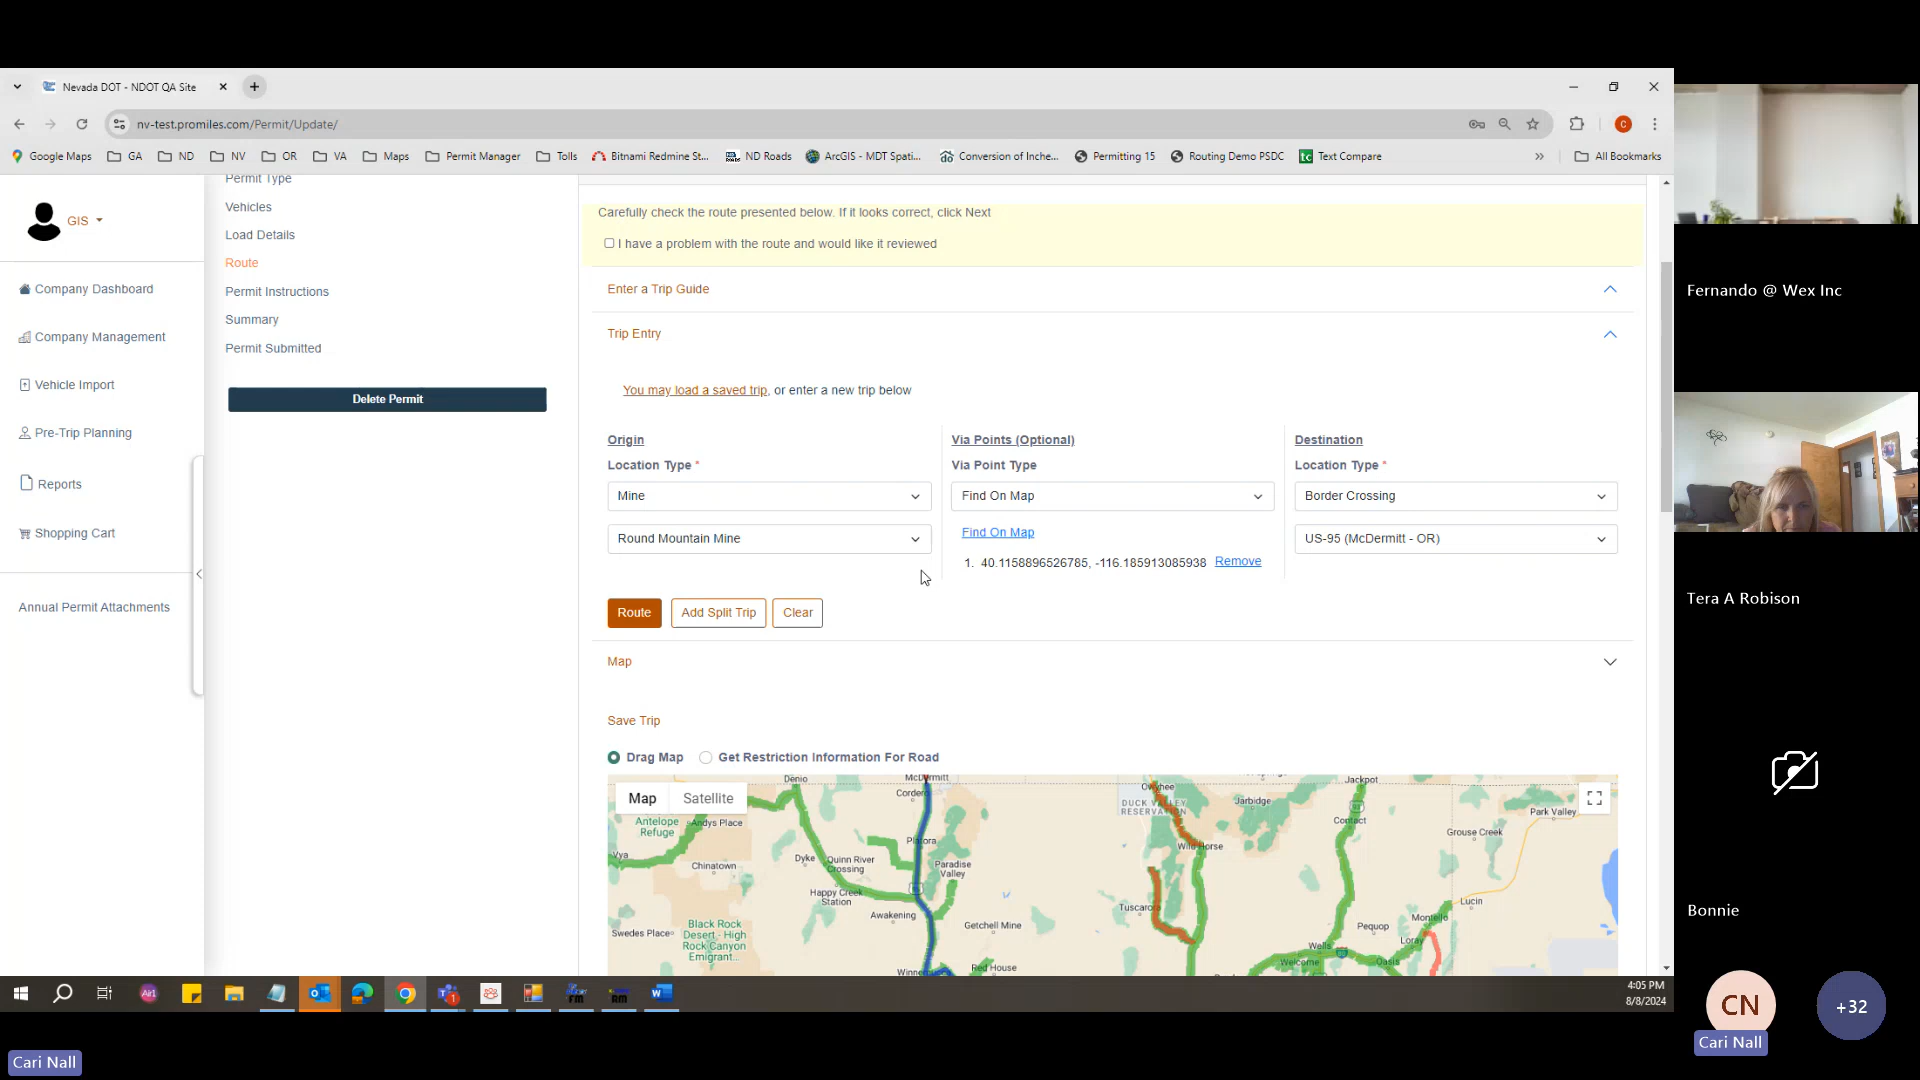 Nevada DOT - NDOT QA Site
nv-test.promiles.com/Permit/Update/
Google Maps
GA
ND
NV
OR
VA
Maps
Permit Manager
Tolls
Bitnami Redmine St...
ND Roads
ArcGIS - MDT Spati...
Conversion of Inche...
Permitting 15
Routing Demo PSDC
Text Compare
All Bookmarks
GIS
Company Dashboard
Company Management
Vehicle Import
Pre-Trip Planning
Reports
Shopping Cart
Annual Permit Attachments
Permit Type
Vehicles
Load Details
Route
Permit Instructions
Summary
Permit Submitted
Delete Permit
Carefully check the route presented below. If it looks correct, click Next
I have a problem with the route and would like it reviewed
Enter a Trip Guide
Trip Entry
You may load a saved trip, or enter a new trip below
Origin
Location Type *
Mine
Round Mountain Mine
Via Points (Optional)
Via Point Type
Find On Map
Find On Map
1. 40.1158896526785, -116.185913085938 Remove
Destination
Location Type *
Border Crossing
US-95 (McDermitt - OR)
Route
Add Split Trip
Clear
Map
Save Trip
Drag Map
Get Restriction Information For Road
Map
Satellite
Denio
McDermitt
Cordero
Owyhee
Jackpot
DUCK VALLEY
RESERVATION
Jarbidge
Contact
Park Valley
Antelope
Refuge
Andys Place
Grouse Creek
Vya
Chinatown
Dyke
Quinn River
Crossing
Platora
Paradise
Valley
Wild Horse
Happy Creek
Station
Awakening
Tuscarora
Lucin
Swedes Place
Black Rock
Desert - High
Rock Canyon
Emigrant...
Getchell Mine
Pequop
Montello
Loray
Wells
Welcome
Oasis
Red House
4:05 PM
8/8/2024
Fernando @ Wex Inc
Tera A Robison
Bonnie
CN
Cari Nall
+32
Cari Nall